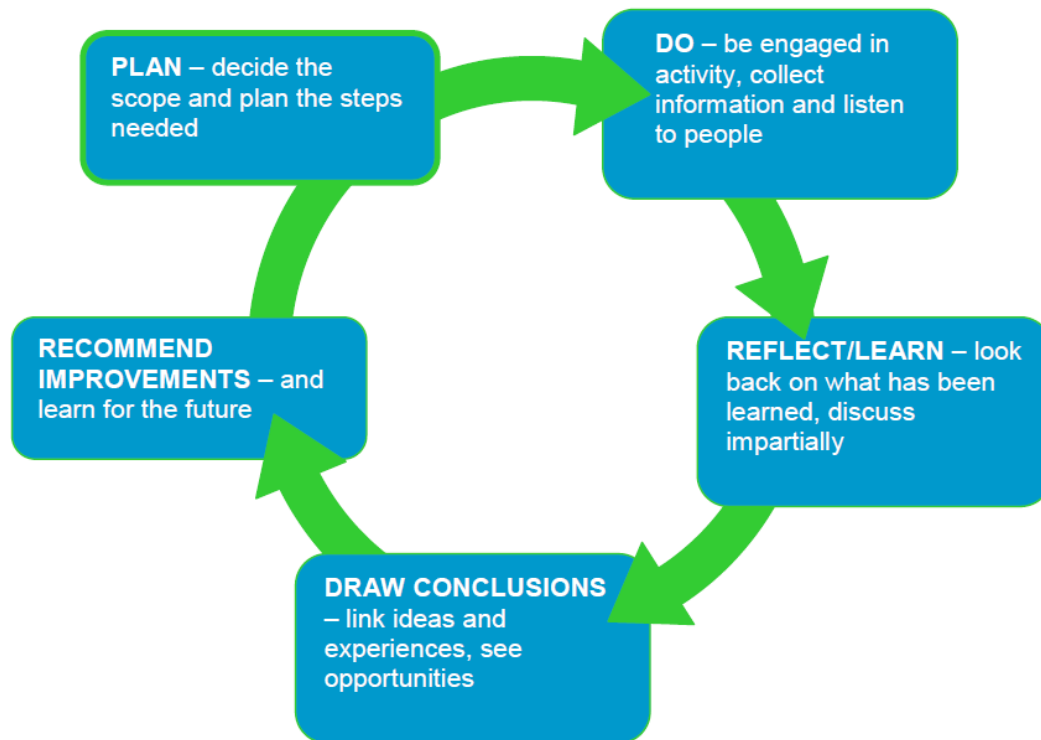 PLAN – decide the
scope and plan the steps
needed
DO – be engaged in
activity, collect
information and listen
to people
REFLECT/LEARN – look
back on what has been
learned, discuss
impartially
DRAW CONCLUSIONS
– link ideas and
experiences, see
opportunities
RECOMMEND
IMPROVEMENTS – and
learn for the future